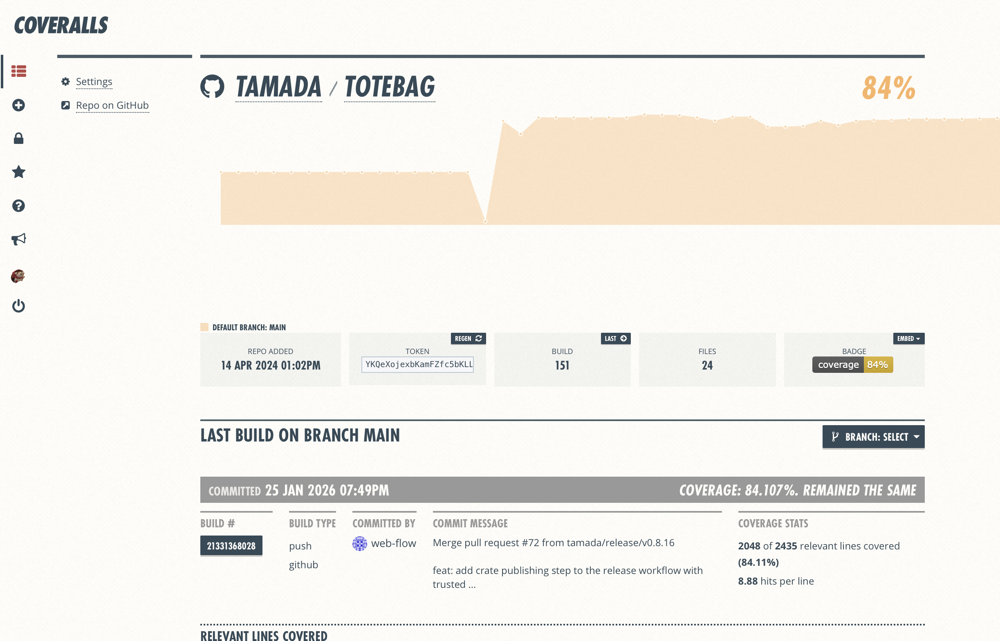 COVERALLS
Settings
Repo on GitHub
TAMADA / TOTEBAG
84%
DEFAULT BRANCH: MAIN
REPO ADDED
14 APR 2024 01:02PM
REGEN
TOKEN
YKQeXojexbKamFZfc5bKLL
LAST
BUILD
151
FILES
24
EMBED
BADGE
coverage 84%
LAST BUILD ON BRANCH MAIN
BRANCH: SELECT
COMMITTED 25 JAN 2026 07:49PM
COVERAGE: 84.107%. REMAINED THE SAME
BUILD #
21331368028
BUILD TYPE
push
github
COMMITTED BY
web-flow
COMMIT MESSAGE
Merge pull request #72 from tamada/release/v0.8.16
feat: add crate publishing step to the release workflow with
trusted ...
COVERAGE STATS
2048 of 2435 relevant lines covered
(84.11%)
8.88 hits per line
RELEVANT LINES COVERED